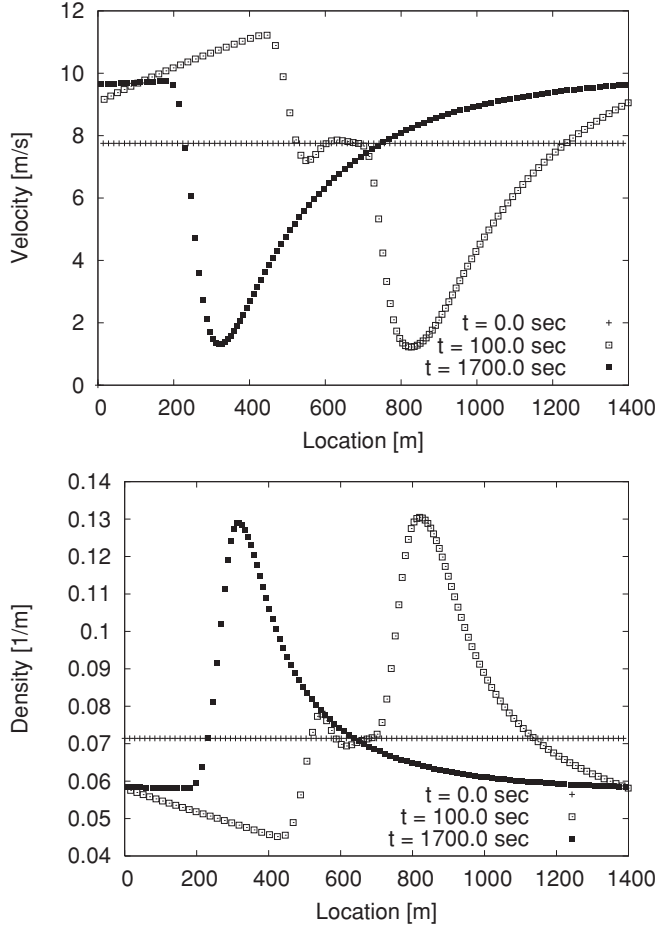 12
10
8
6
4
2
0
Velocity [m/s]
t = 0.0 sec
t = 100.0 sec
t = 1700.0 sec
0 200 400 600 800 1000 1200 1400
Location [m]
0.14
0.13
0.12
0.11
0.1
0.09
0.08
0.07
0.06
0.05
0.04
Density [1/m]
t = 0.0 sec
t = 100.0 sec
t = 1700.0 sec
0 200 400 600 800 1000 1200 1400
Location [m]